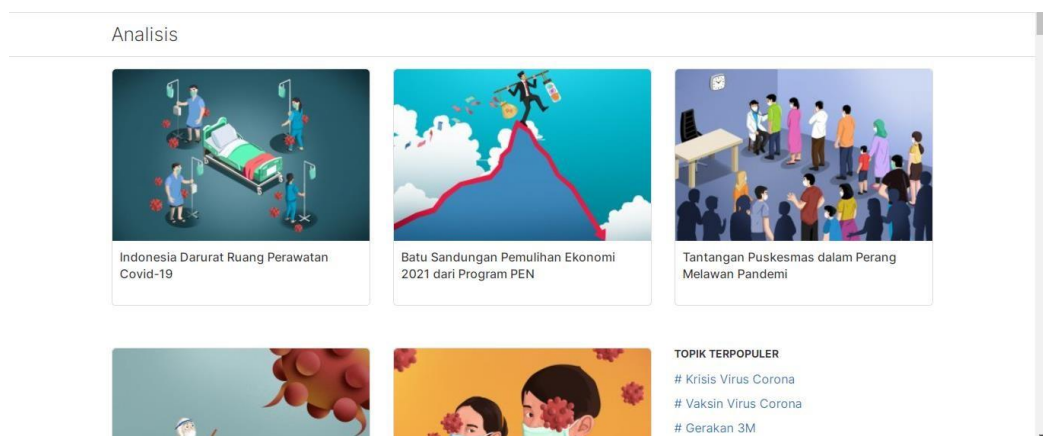 Analisis
Indonesia Darurat Ruang Perawatan
Covid-19
Batu Sandungan Pemulihan Ekonomi
2021 dari Program PEN
Tantangan Puskesmas dalam Perang
Melawan Pandemi
TOPIK TERPOPULER
# Krisis Virus Corona
# Vaksin Virus Corona
# Gerakan 3M